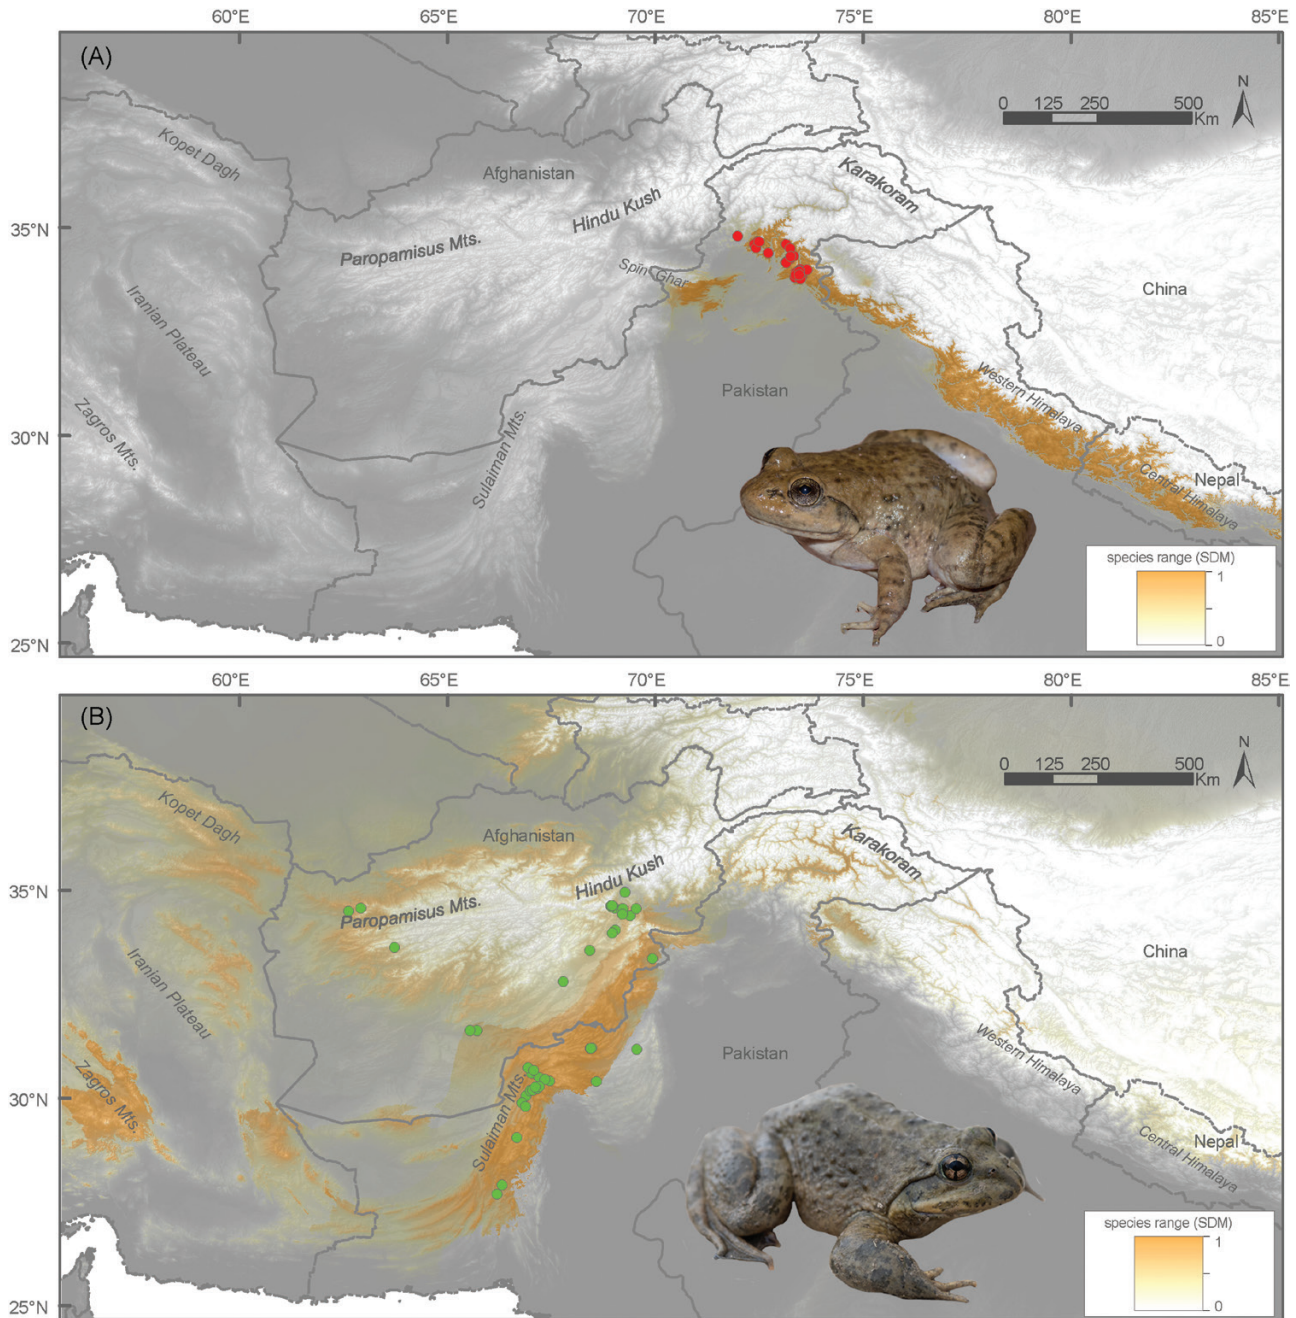 60°E 65°E 70°E 75°E 80°E 85°E
(A)
N
0 125 250 500
Km
Kopet Dagh
Afghanistan
Karakoram
Hindu Kush
35°N
Paropamisus Mts.
Spin Ghar
China
Iranian Plateau
Pakistan
Western Himalaya
Zagros Mts.
30°N
Sulaiman Mts.
Nepal
Central Himalaya
species range (SDM)
1
0
25°N
60°E 65°E 70°E 75°E 80°E 85°E
(B)
N
0 125 250 500
Km
Kopet Dagh
Afghanistan
Karakoram
Hindu Kush
35°N
Paropamisus Mts.
China
Iranian Plateau
Pakistan
Western Himalaya
Zagros Mts.
30°N
Sulaiman Mts.
Nepal
Central Himalaya
species range (SDM)
1
0
25°N